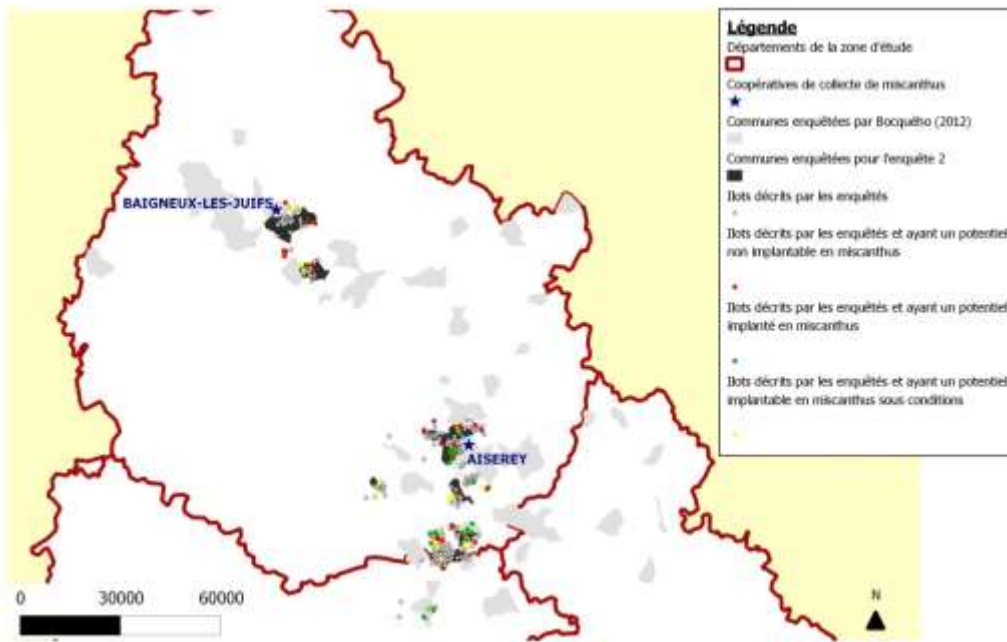 Légende
Départements de la zone d'étude
Coopératives de collecte de miscanthus
Communes enquêtées par Bocquého (2012)
Communes enquêtées pour l'enquête 2
Ilots décrits par les enquêtés
Ilots décrits par les enquêtés et ayant un potentiel
non implantable en miscanthus
Ilots décrits par les enquêtés et ayant un potentiel
implanté en miscanthus
Ilots décrits par les enquêtés et ayant un potentiel
implantable en miscanthus sous conditions
BAIGNEUX-LES-JUIFS
AISEREY
0 30000 60000
N